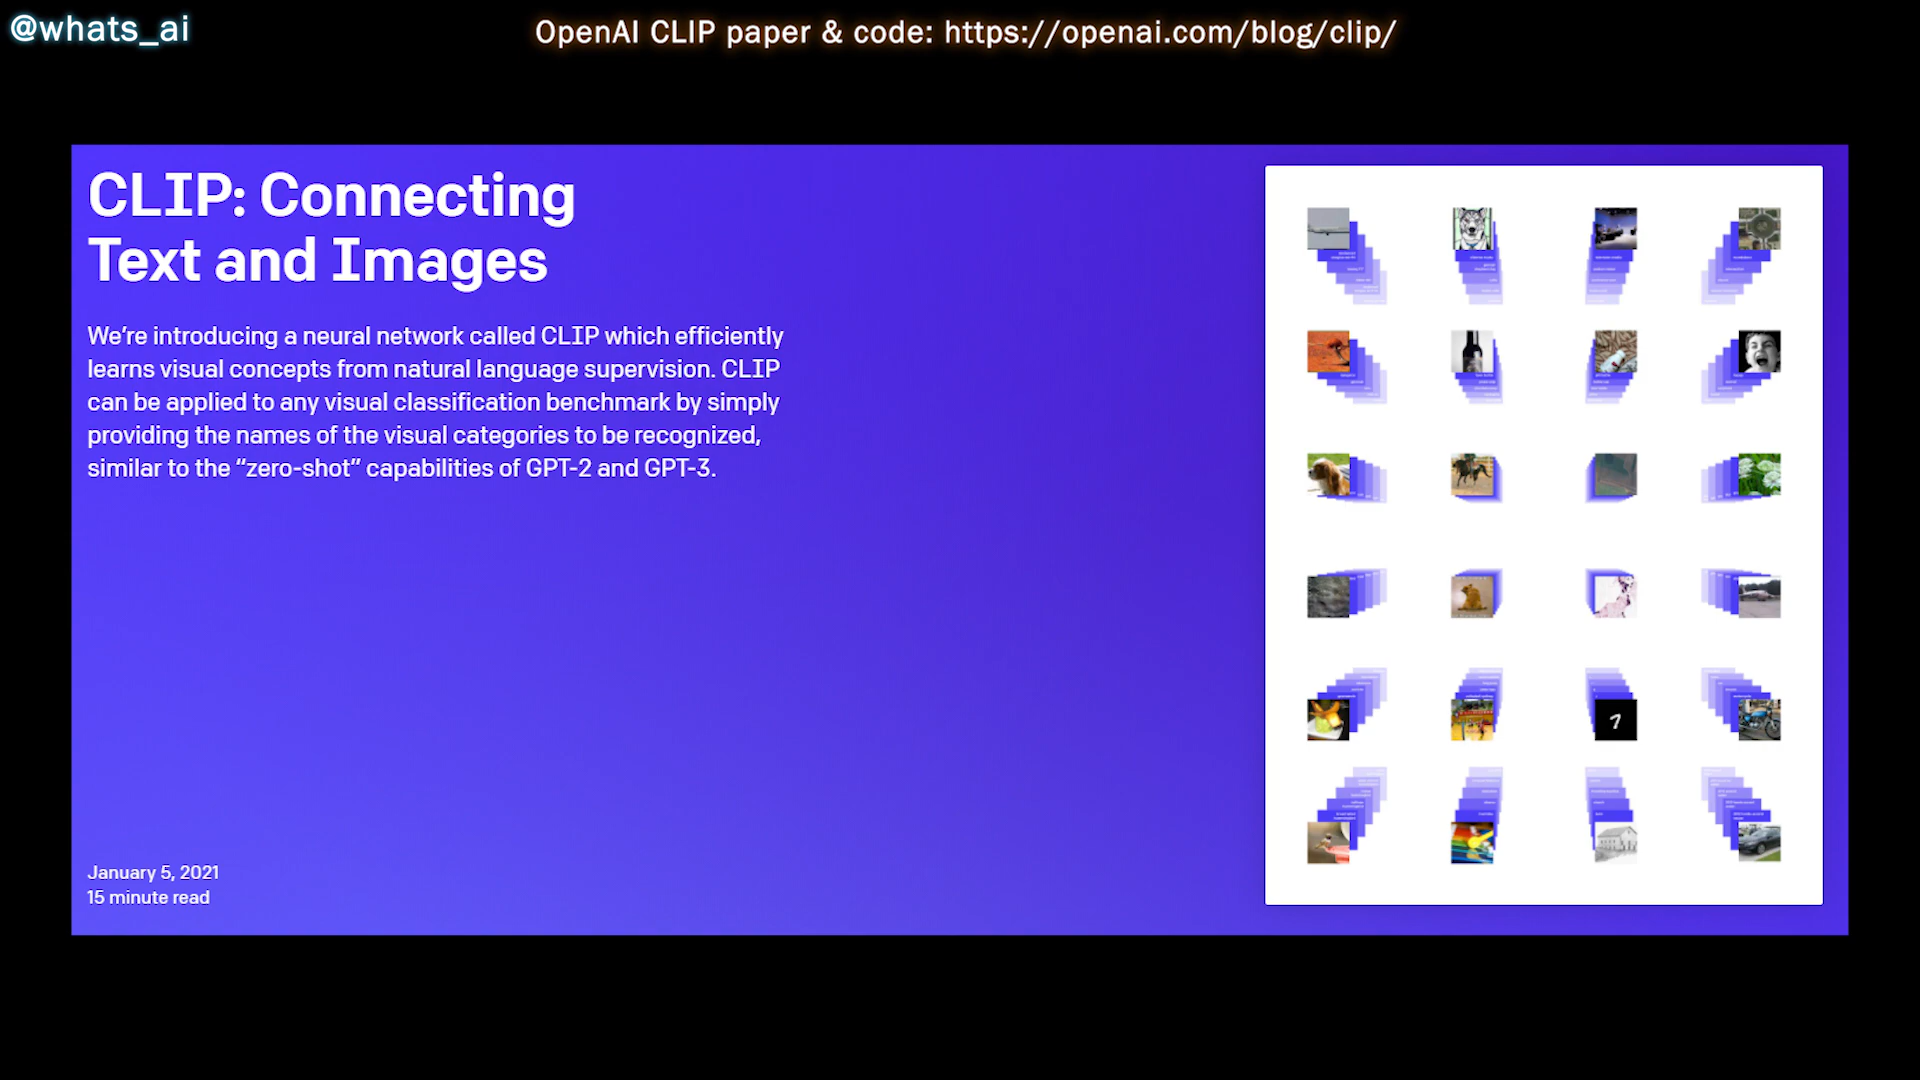 @whats_ai
OpenAI CLIP paper & code: https://openai.com/blog/clip/
CLIP: Connecting
Text and Images
We’re introducing a neural network called CLIP which efficiently
learns visual concepts from natural language supervision. CLIP
can be applied to any visual classification benchmark by simply
providing the names of the visual categories to be recognized,
similar to the “zero-shot” capabilities of GPT-2 and GPT-3.
7
January 5, 2021
15 minute read